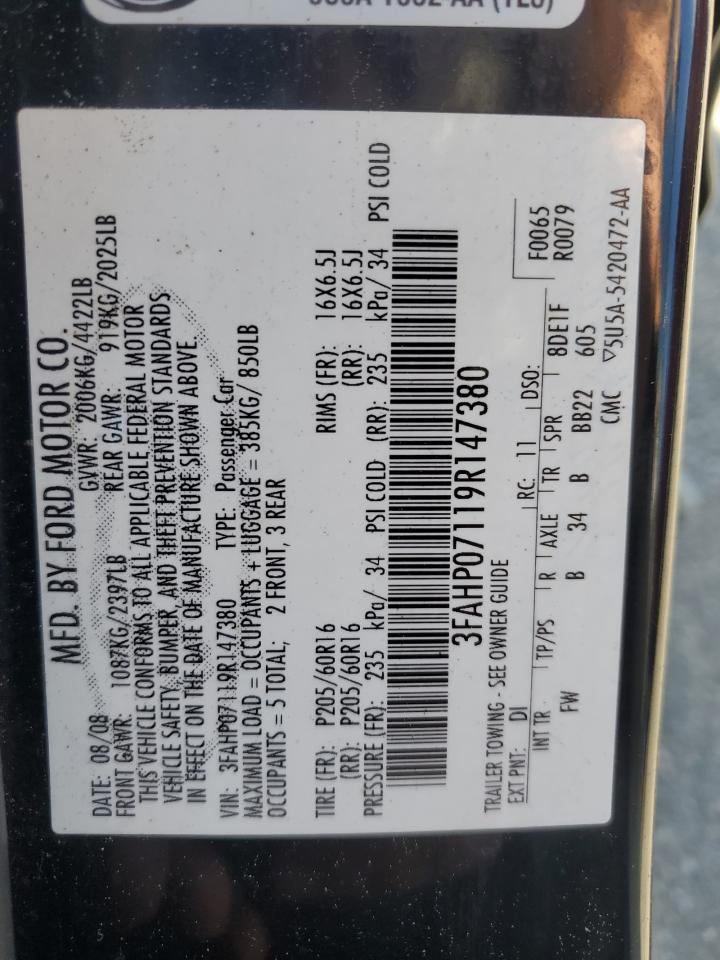 MFD. BY FORD MOTOR CO.
DATE: 08/08 GVWR: 2006KG/4422LB
FRONT GAWR: 1087KG/2397LB REAR GAWR: 919KG/2025LB
THIS VEHICLE CONFORMS TO ALL APPLICABLE FEDERAL MOTOR
VEHICLE SAFETY, BUMPER, AND THEFT PREVENTION STANDARDS
IN EFFECT ON THE DATE OF MANUFACTURE SHOWN ABOVE.
VIN: 3FAHP07119R147380 TYPE: Passenger Car
MAXIMUM LOAD = OCCUPANTS + LUGGAGE = 385KG/ 850LB
OCCUPANTS = 5 TOTAL; 2 FRONT, 3 REAR
TIRE (FR): P205/60R16 RIMS (FR): 16X6.5J
(RR): P205/60R16 (RR): 16X6.5J
PRESSURE (FR): 235 kPa/ 34 PSI COLD (RR): 235 kPa/ 34 PSI COLD
3FAHP07119R147380
TRAILER TOWING - SEE OWNER GUIDE
EXT PNT: DI RC: 11 DSO: F0065
R0079
INT TR TP/PS R AXLE TR SPR 8DE1F
FW B 34 B BB22 605
CMC ▽5U5A-5420472-AA